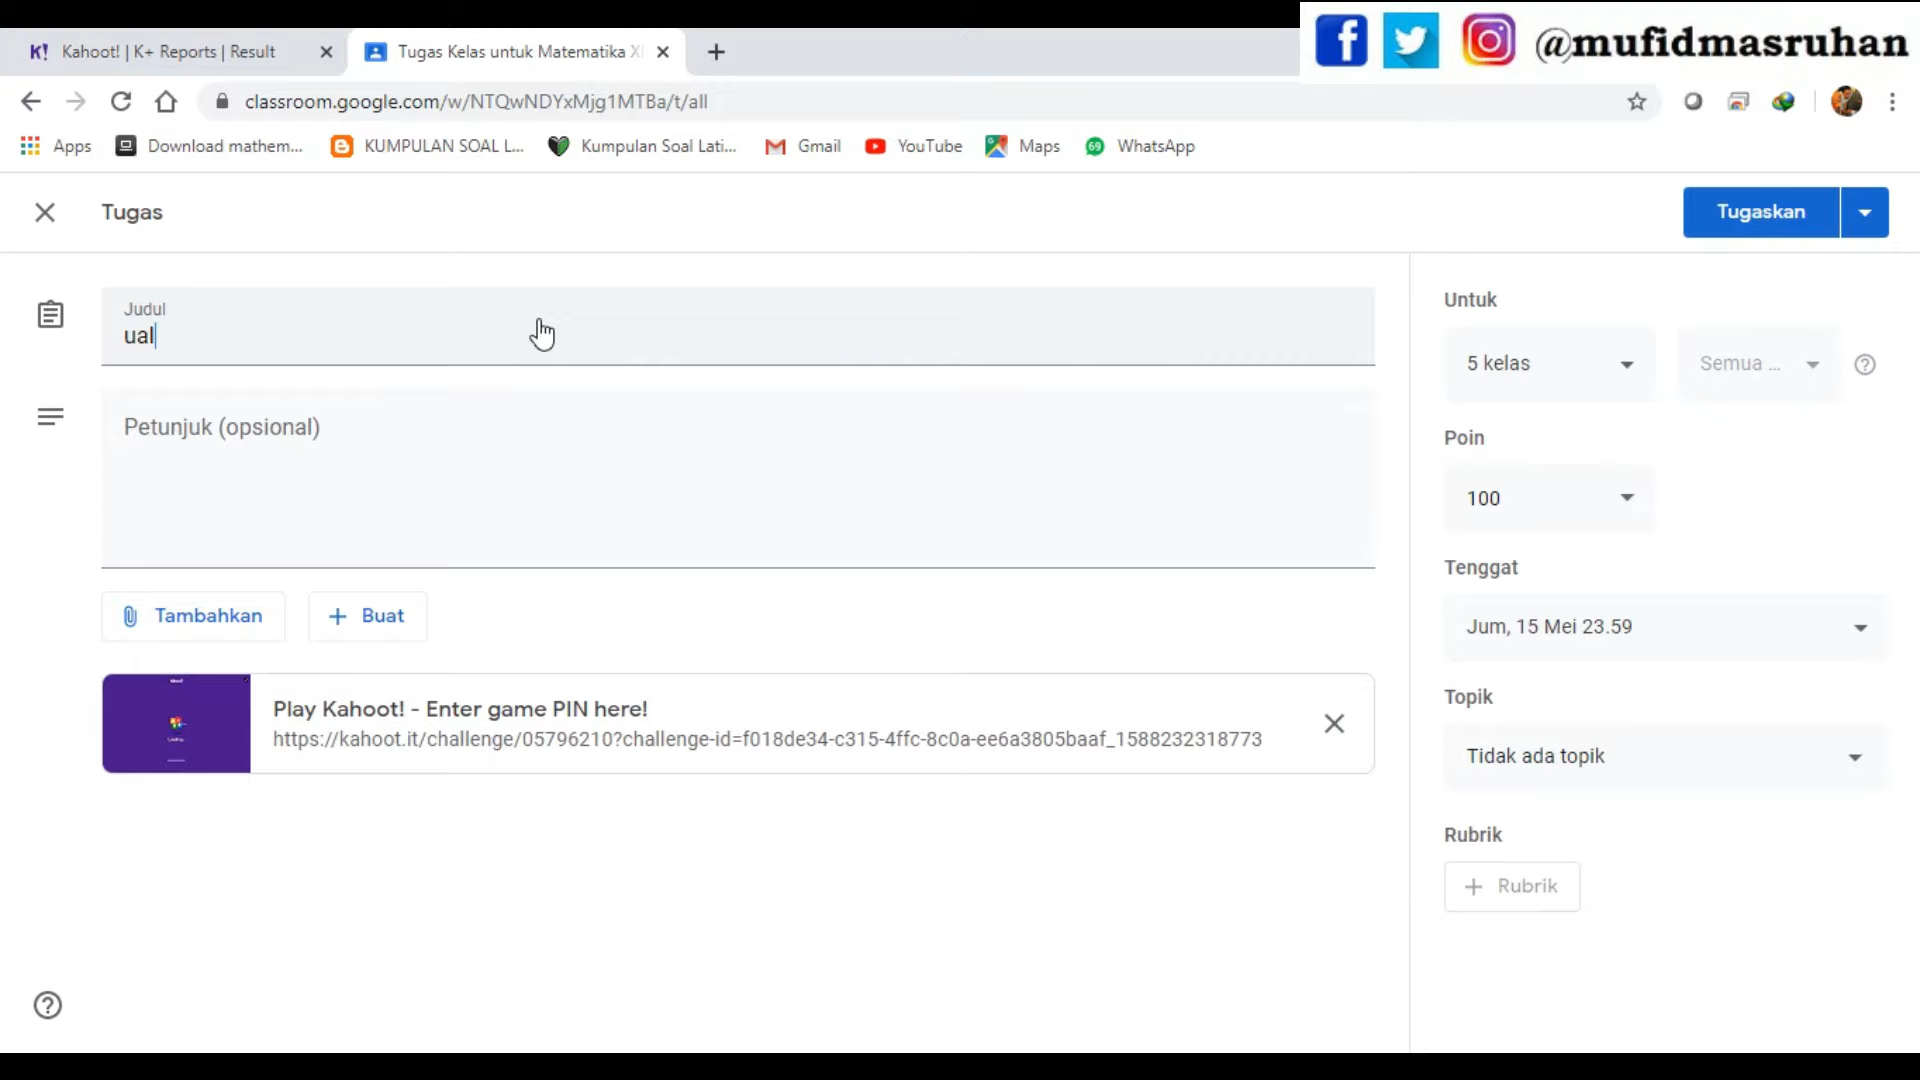 @mufidmasruhan
K! Kahoot! | K+ Reports | Result
Tugas Kelas untuk Matematika XI
classroom.google.com/w/NTQwNDYxMjg1MTBa/t/all
Apps Download mathem... KUMPULAN SOAL L... Kumpulan Soal Lati... Gmail YouTube Maps 69 WhatsApp
Tugas
Tugaskan
Judul
ual
Petunjuk (opsional)
Tambahkan
Buat
Play Kahoot! - Enter game PIN here!
https://kahoot.it/challenge/05796210?challenge-id=f018de34-c315-4ffc-8c0a-ee6a3805baaf_1588232318773
Untuk
5 kelas Semua ...
Poin
100
Tenggat
Jum, 15 Mei 23.59
Topik
Tidak ada topik
Rubrik
Rubrik